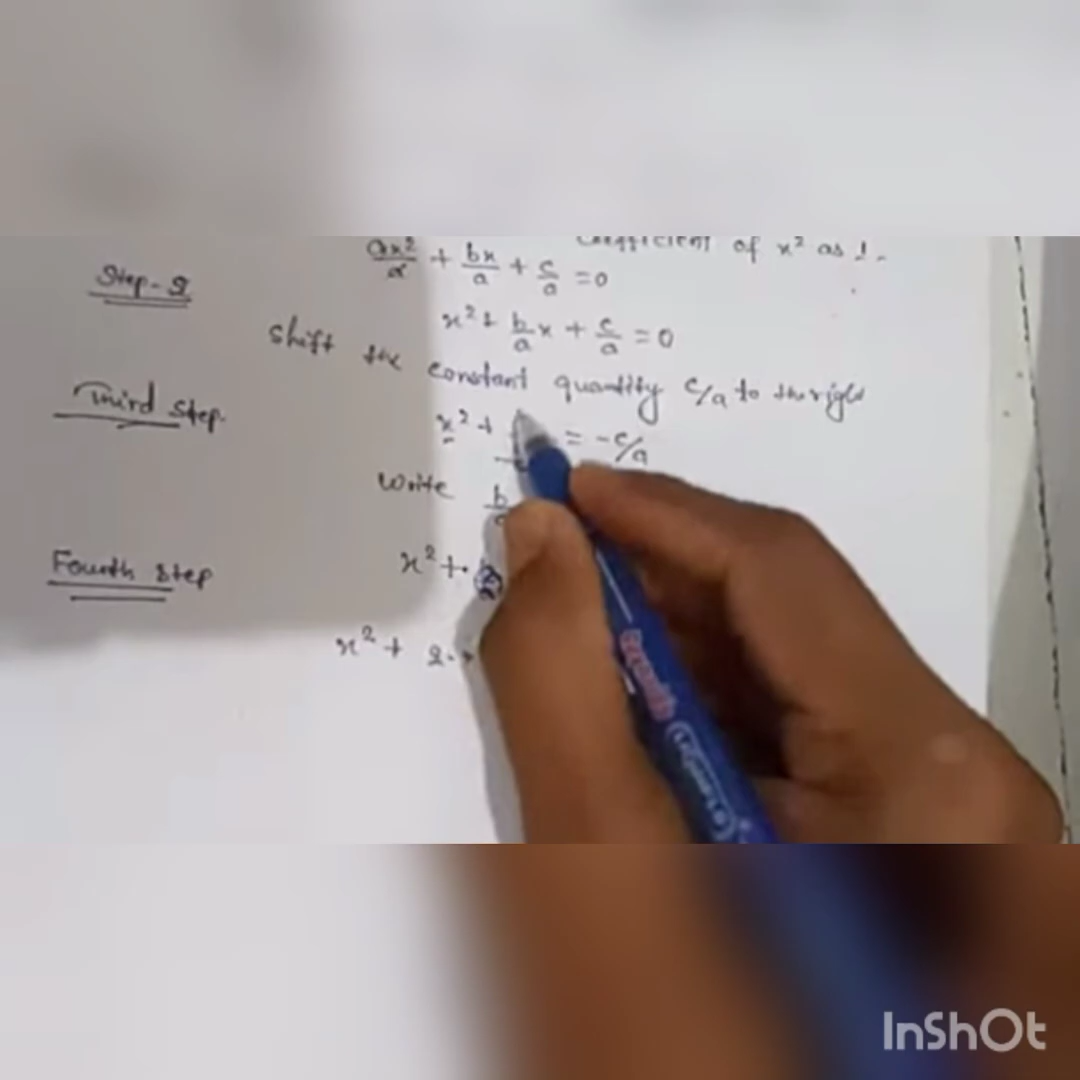 coefficient of x² as 1.
Step-2
ax²/a + bx/a + c/a = 0
x² + b/a x + c/a = 0
shift the constant quantity c/a to the right
Third Step
x² + = -c/a
Write b
Fourth Step
x² +
x² + 2.
InShOt